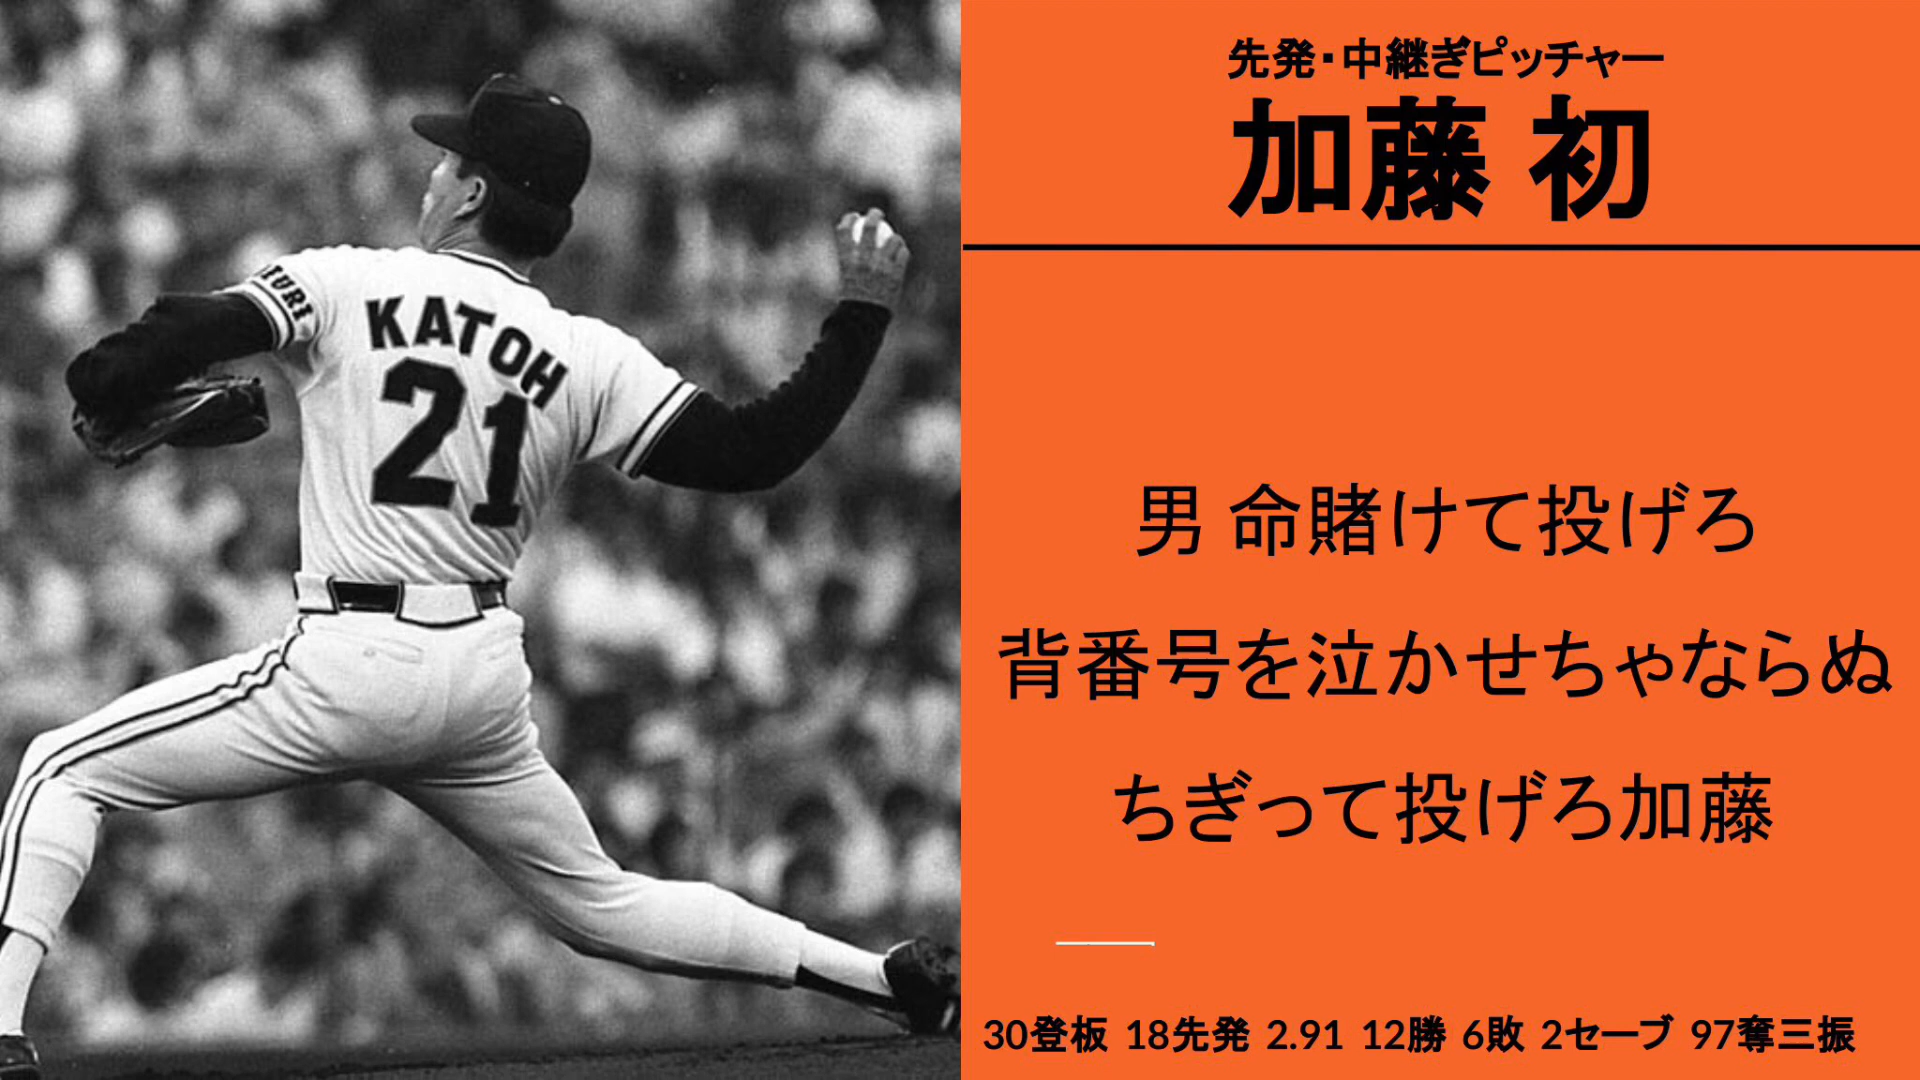 IURI
KATOH
21
先発・中継ぎピッチャー
加藤 初
男 命賭けて投げろ
背番号を泣かせちゃならぬ
ちぎって投げろ加藤
30登板 18先発 2.91 12勝 6敗 2セーブ 97奪三振